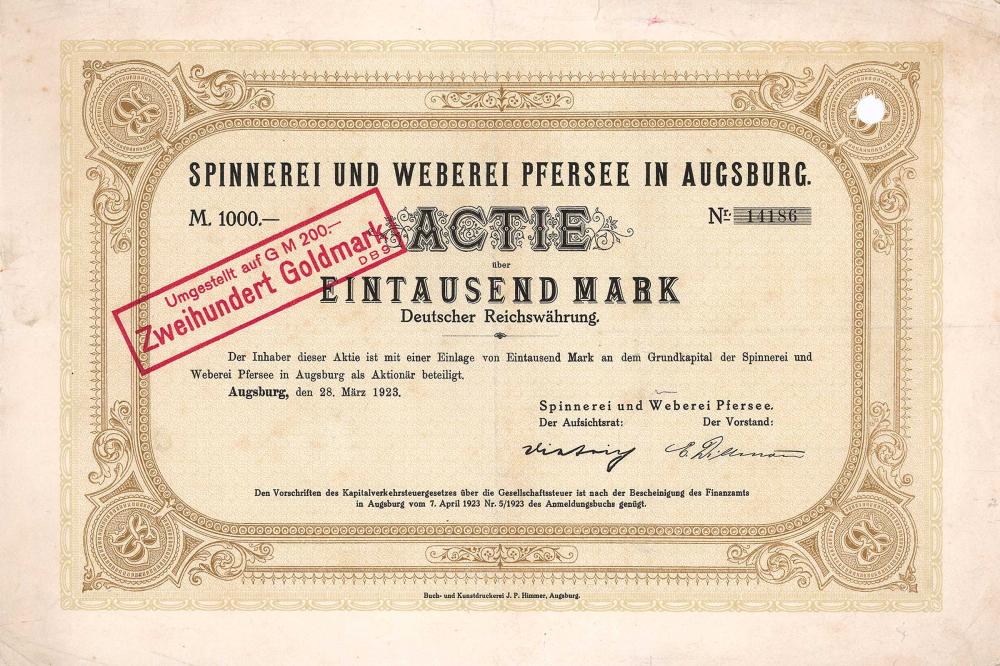 SPINNEREI UND WEBEREI PFERSEE IN AUGSBURG.
M. 1000.—
ACTIE
Nr. 14186
Umgestellt auf G M 200.—
Zweihundert Goldmark
DB9
über
EINTAUSEND MARK
Deutscher Reichswährung.
Der Inhaber dieser Aktie ist mit einer Einlage von Eintausend Mark an dem Grundkapital der Spinnerei und
Weberei Pfersee in Augsburg als Aktionär beteiligt.
Augsburg, den 28. März 1923.
Spinnerei und Weberei Pfersee.
Der Aufsichtsrat: Der Vorstand:
Den Vorschriften des Kapitalverkehrsteuergesetzes über die Gesellschaftssteuer ist nach der Bescheinigung des Finanzamts
in Augsburg vom 7. April 1923 Nr. 5/1923 des Anmeldungsbuchs genügt.
Buch- und Kunstdruckerei J. P. Himmer, Augsburg.